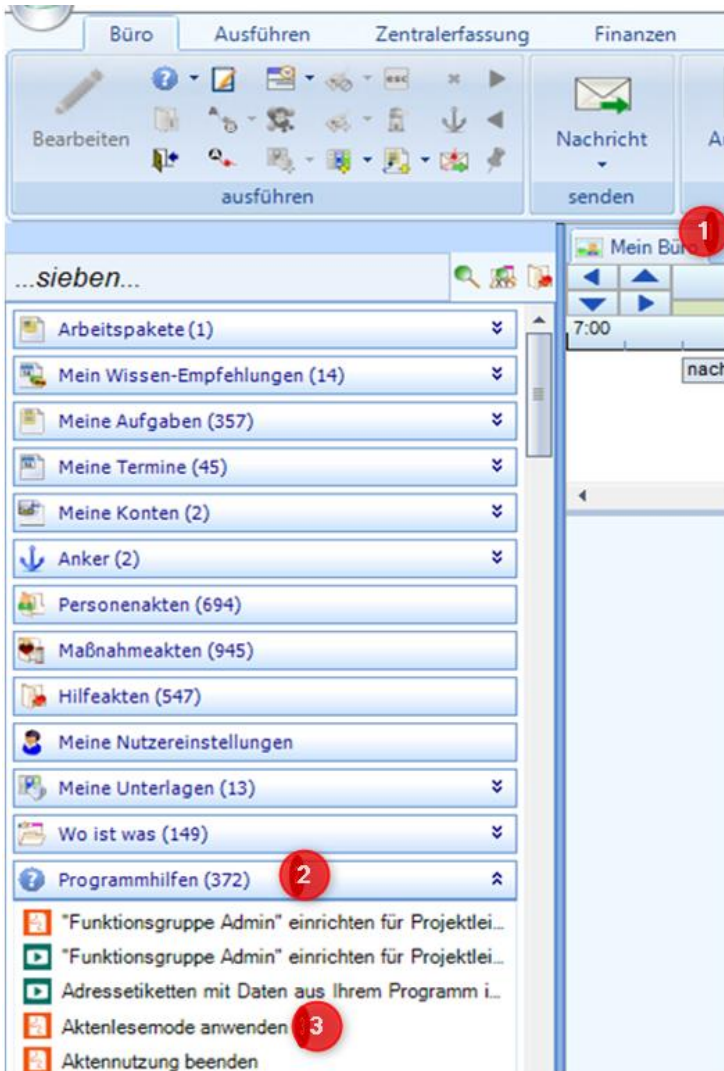 Büro Ausführen Zentralerfassung Finanzen
esc
Bearbeiten Nachricht
ausführen senden
1
Mein Büro
...sieben...
7:00
Arbeitspakete (1)
Mein Wissen-Empfehlungen (14)
nach
Meine Aufgaben (357)
Meine Termine (45)
Meine Konten (2)
Anker (2)
Personenakten (694)
Maßnahmeakten (945)
Hilfeakten (547)
Meine Nutzereinstellungen
Meine Unterlagen (13)
Wo ist was (149)
Programmhilfen (372) 2
"Funktionsgruppe Admin" einrichten für Projektlei...
"Funktionsgruppe Admin" einrichten für Projektlei...
Adressetiketten mit Daten aus Ihrem Programm i...
Aktenlesemode anwenden 3
Aktennutzung beenden